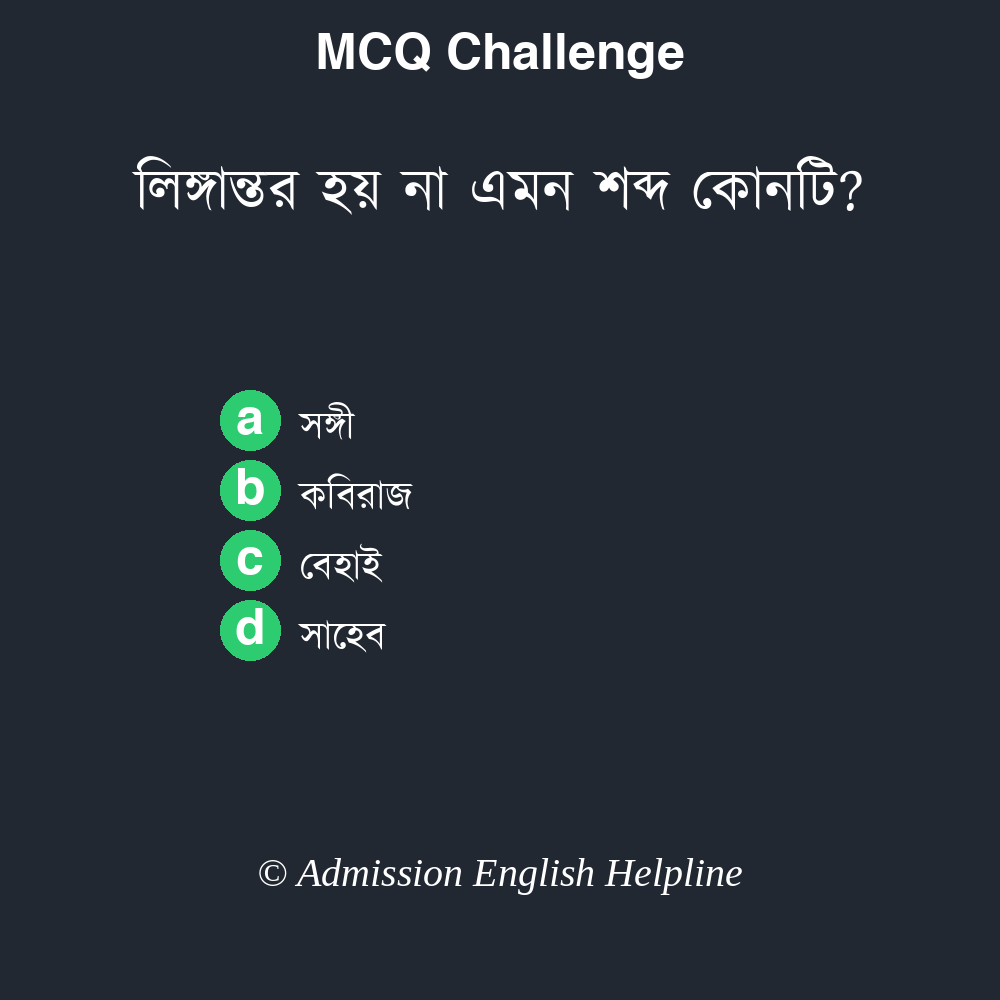 MCQ Challenge
লিঙ্গান্তর হয় না এমন শব্দ কোনটি?
a সঙ্গী
b কবিরাজ
c বেহাই
d সাহেব
© Admission English Helpline